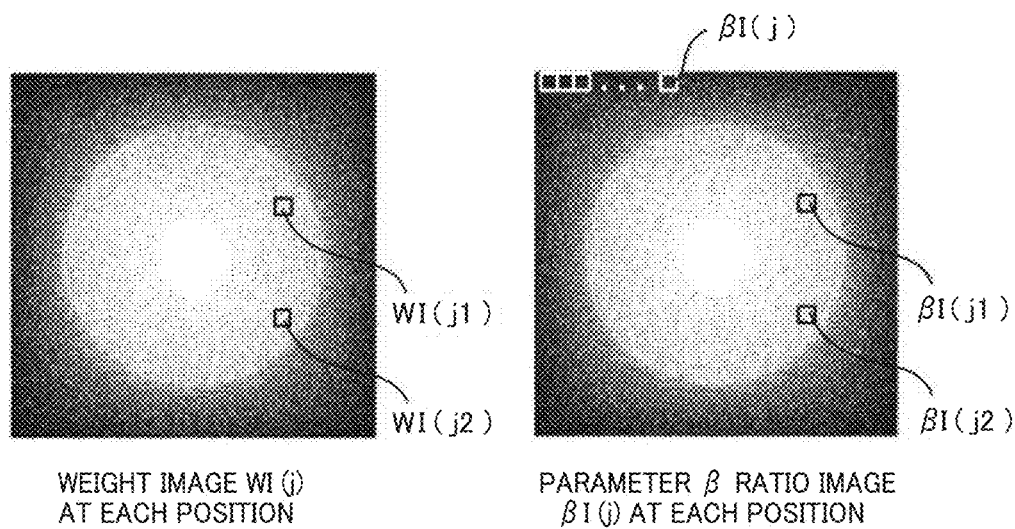 βI(j)
. . .
WI(j1)
WI(j2)
βI(j1)
βI(j2)
WEIGHT IMAGE WI(j)
AT EACH POSITION
PARAMETER β RATIO IMAGE
βI(j) AT EACH POSITION